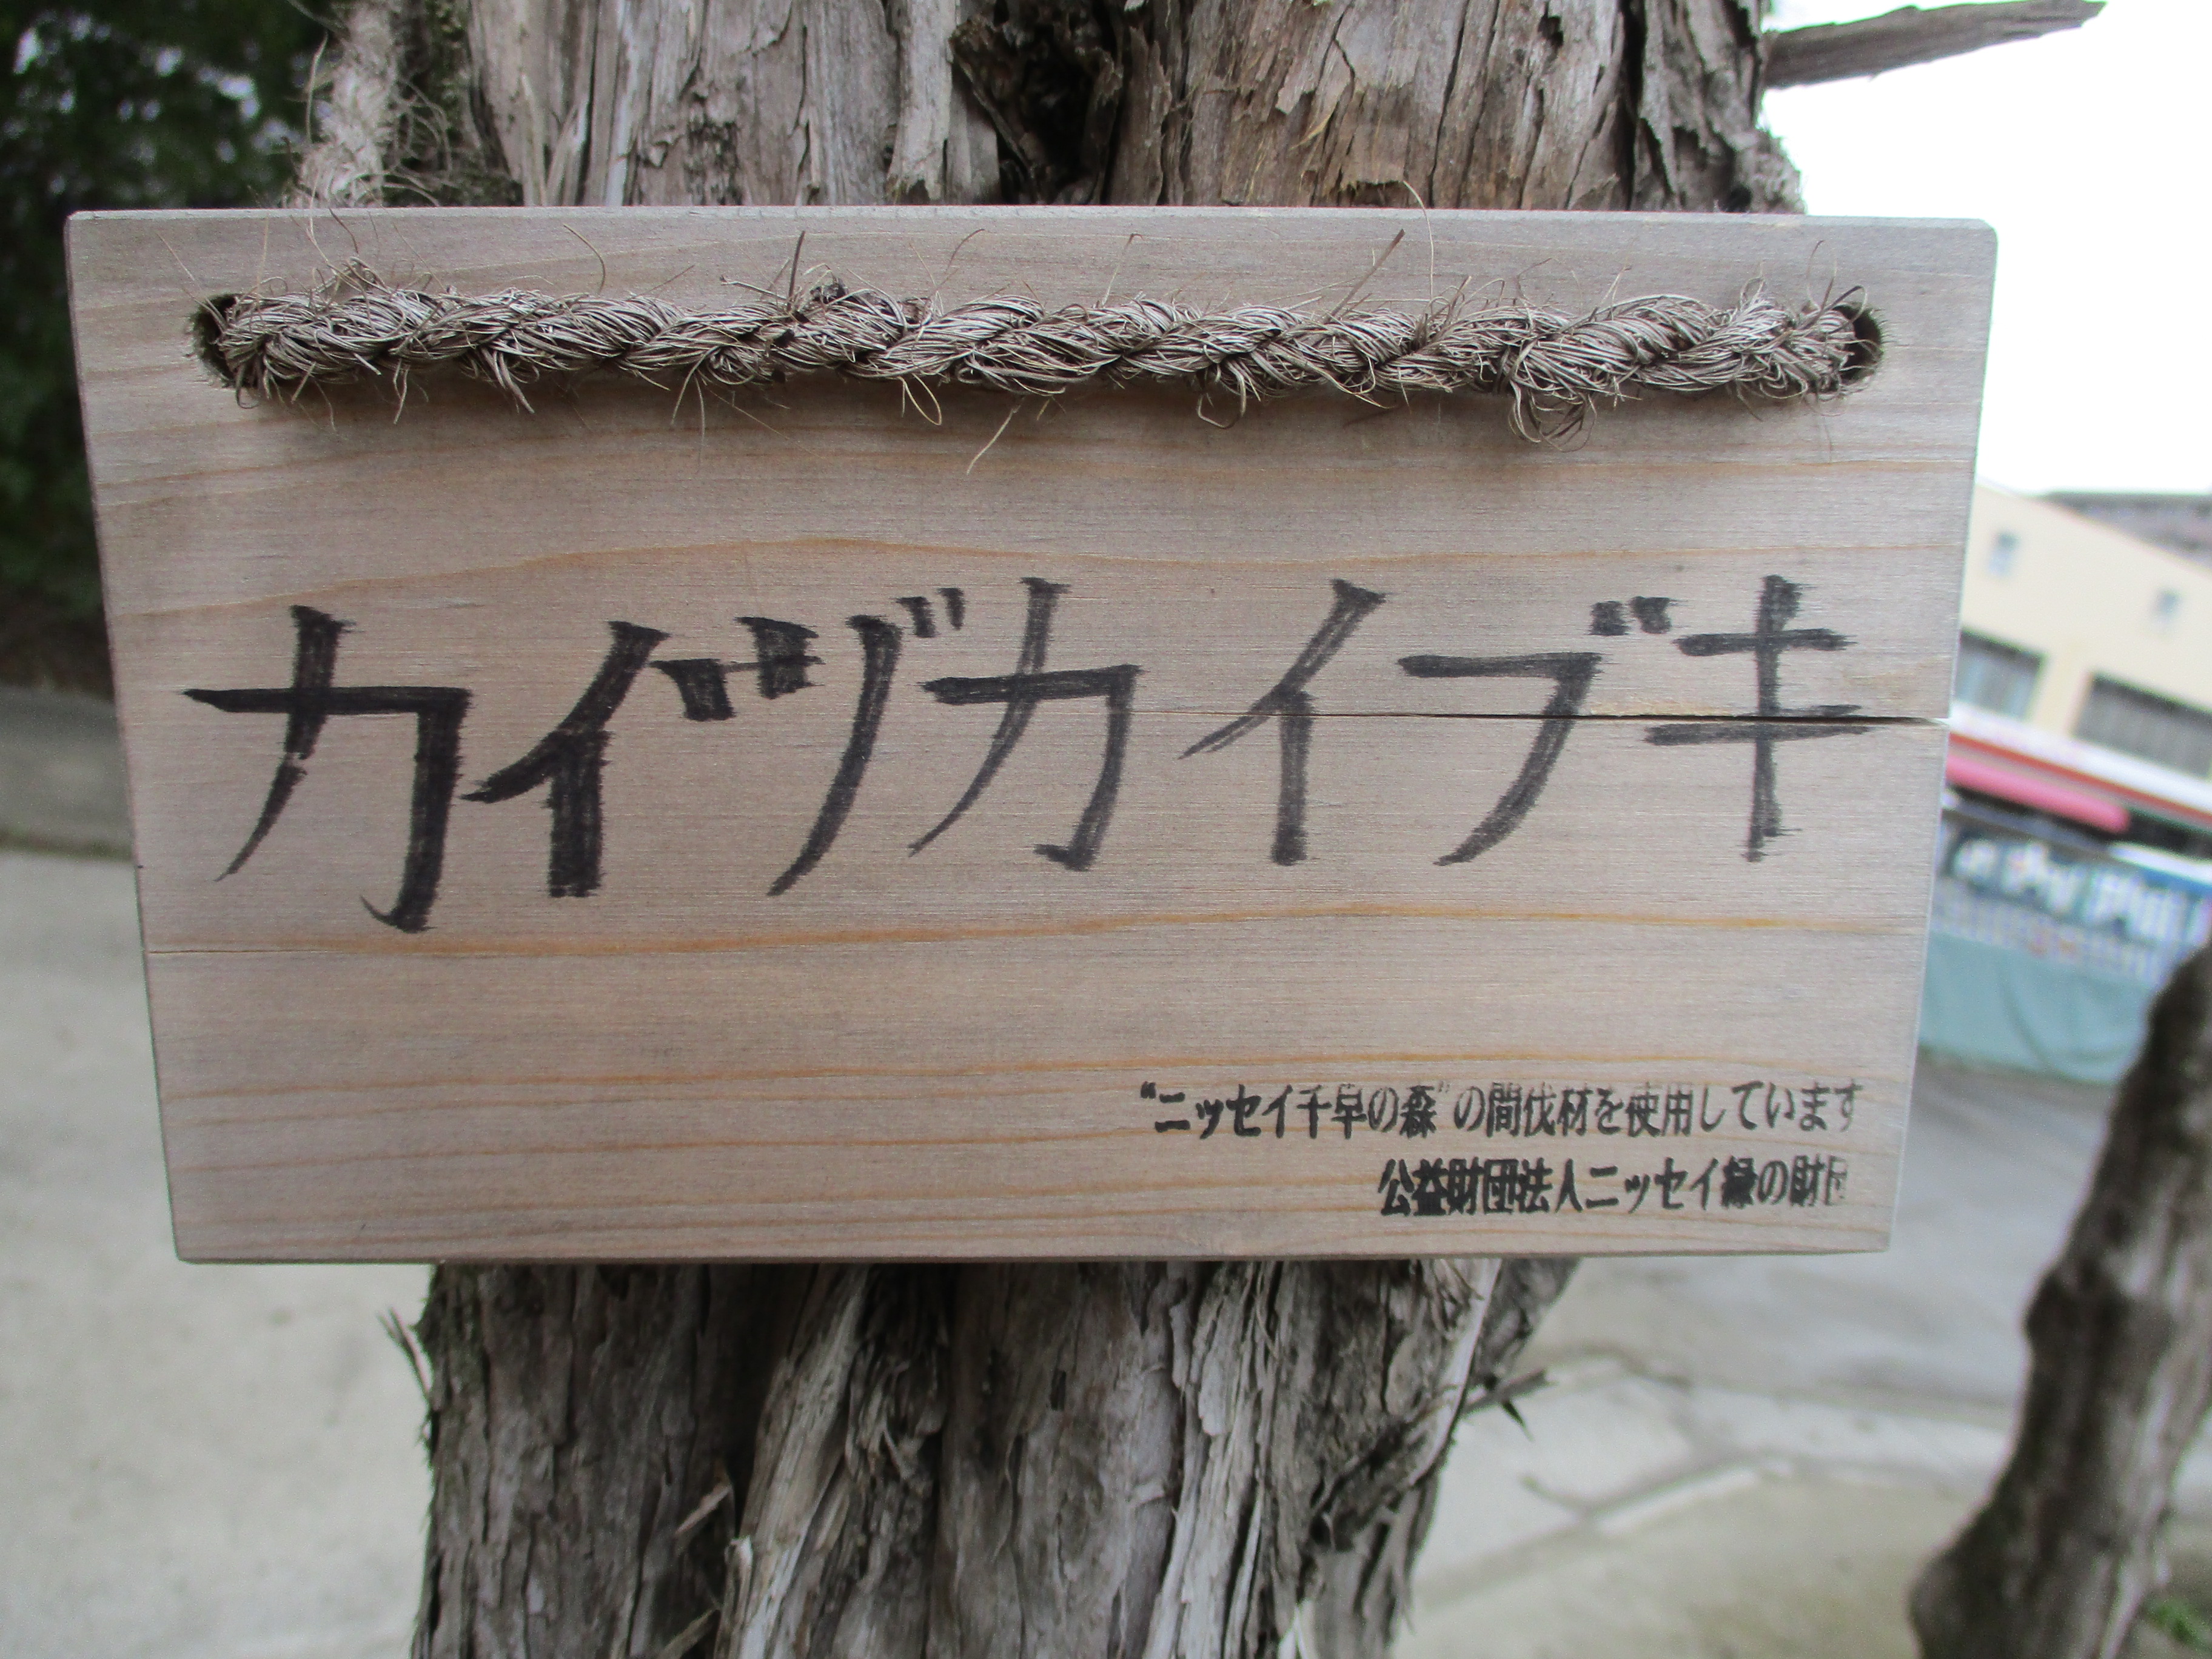 カイヅカイブキ
"ニッセイ千早の森"の間伐材を使用しています
公益財団法人ニッセイ緑の財団